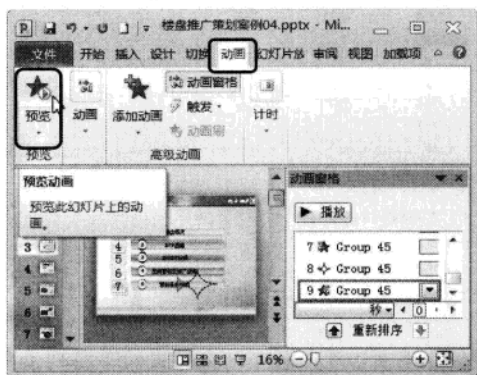 楼盘推广策划案例04.pptx - Mi...
文件 开始 插入 设计 切换 动画 幻灯片放 审阅 视图 加载项
预览 动画 添加动画 动画窗格 触发 动画刷 计时
预览 高级动画
预览动画
预览此幻灯片上的动
画。
动画窗格
播放
7 Group 45
8 Group 45
9 Group 45
秒 0
重新排序
3
4
5
6
7
4
5
6
7
16%